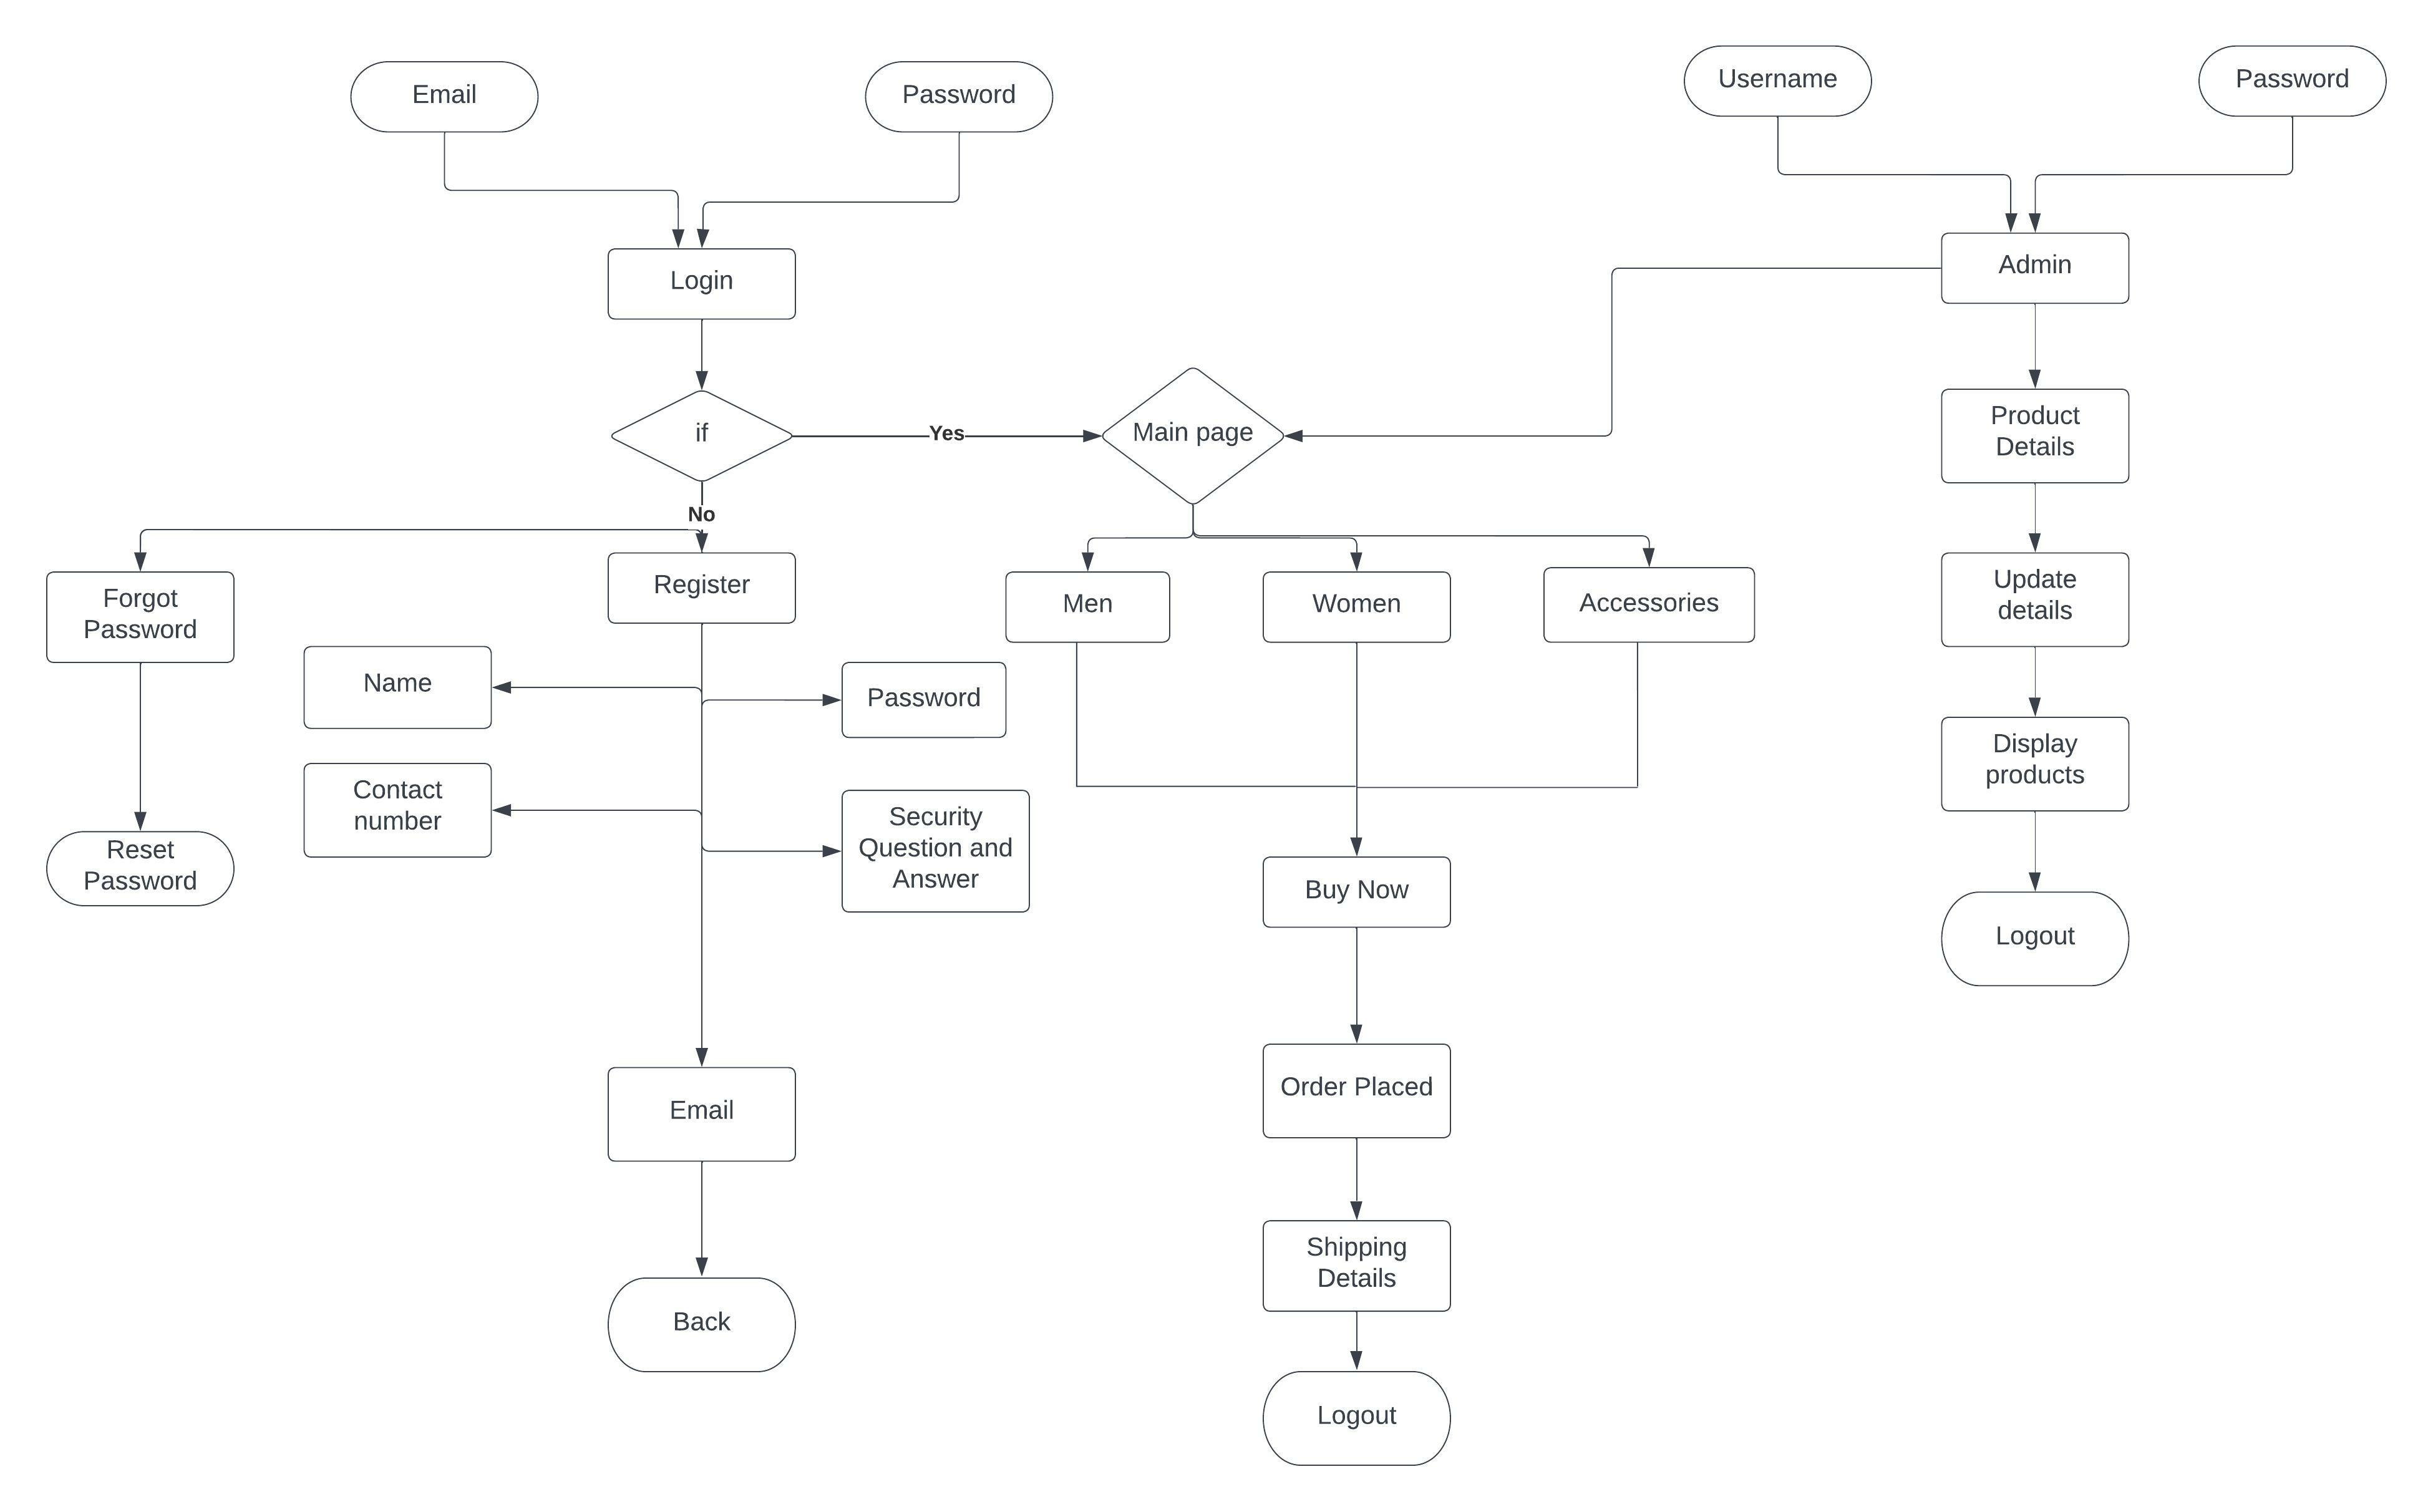 Email
Password
Username
Password
Login
Admin
if
Yes
Main page
Product
Details
No
Forgot
Password
Register
Men
Women
Accessories
Update
details
Name
Password
Contact
number
Security
Question and
Answer
Display
products
Reset
Password
Buy Now
Logout
Email
Order Placed
Shipping
Details
Back
Logout